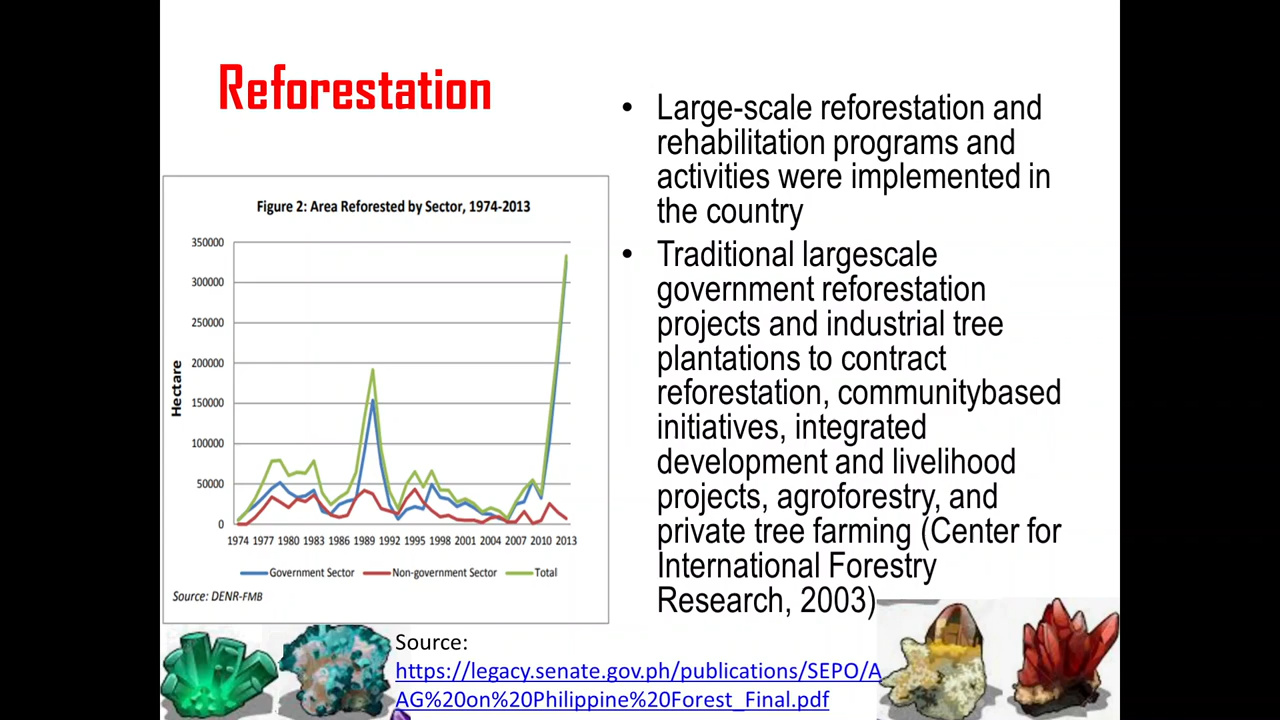 Reforestation
Figure 2: Area Reforested by Sector, 1974-2013
350000
300000
250000
200000
150000
100000
50000
0
Hectare
1974 1977 1980 1983 1986 1989 1992 1995 1998 2001 2004 2007 2010 2013
Government Sector Non-government Sector Total
Source: DENR-FMB
• Large-scale reforestation and
rehabilitation programs and
activities were implemented in
the country
• Traditional largescale
government reforestation
projects and industrial tree
plantations to contract
reforestation, communitybased
initiatives, integrated
development and livelihood
projects, agroforestry, and
private tree farming (Center for
International Forestry
Research, 2003)
Source:
https://legacy.senate.gov.ph/publications/SEPO/A
AG%20on%20Philippine%20Forest_Final.pdf